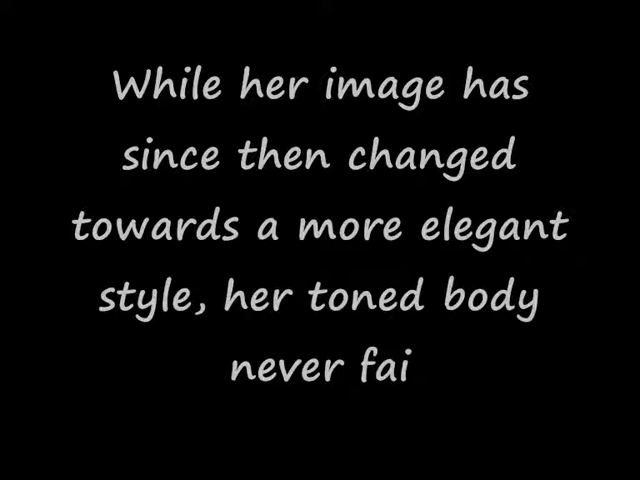 While her image has
since then changed
towards a more elegant
style, her toned body
never fai